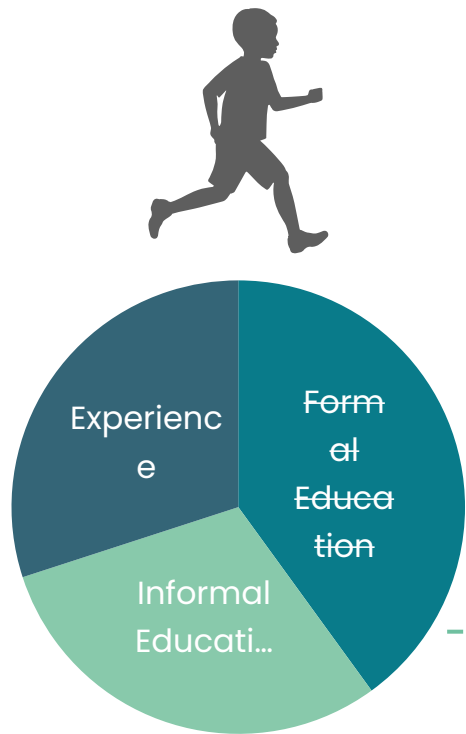 Experienc
e
Form
al
Educa
tion
Informal
Educati...